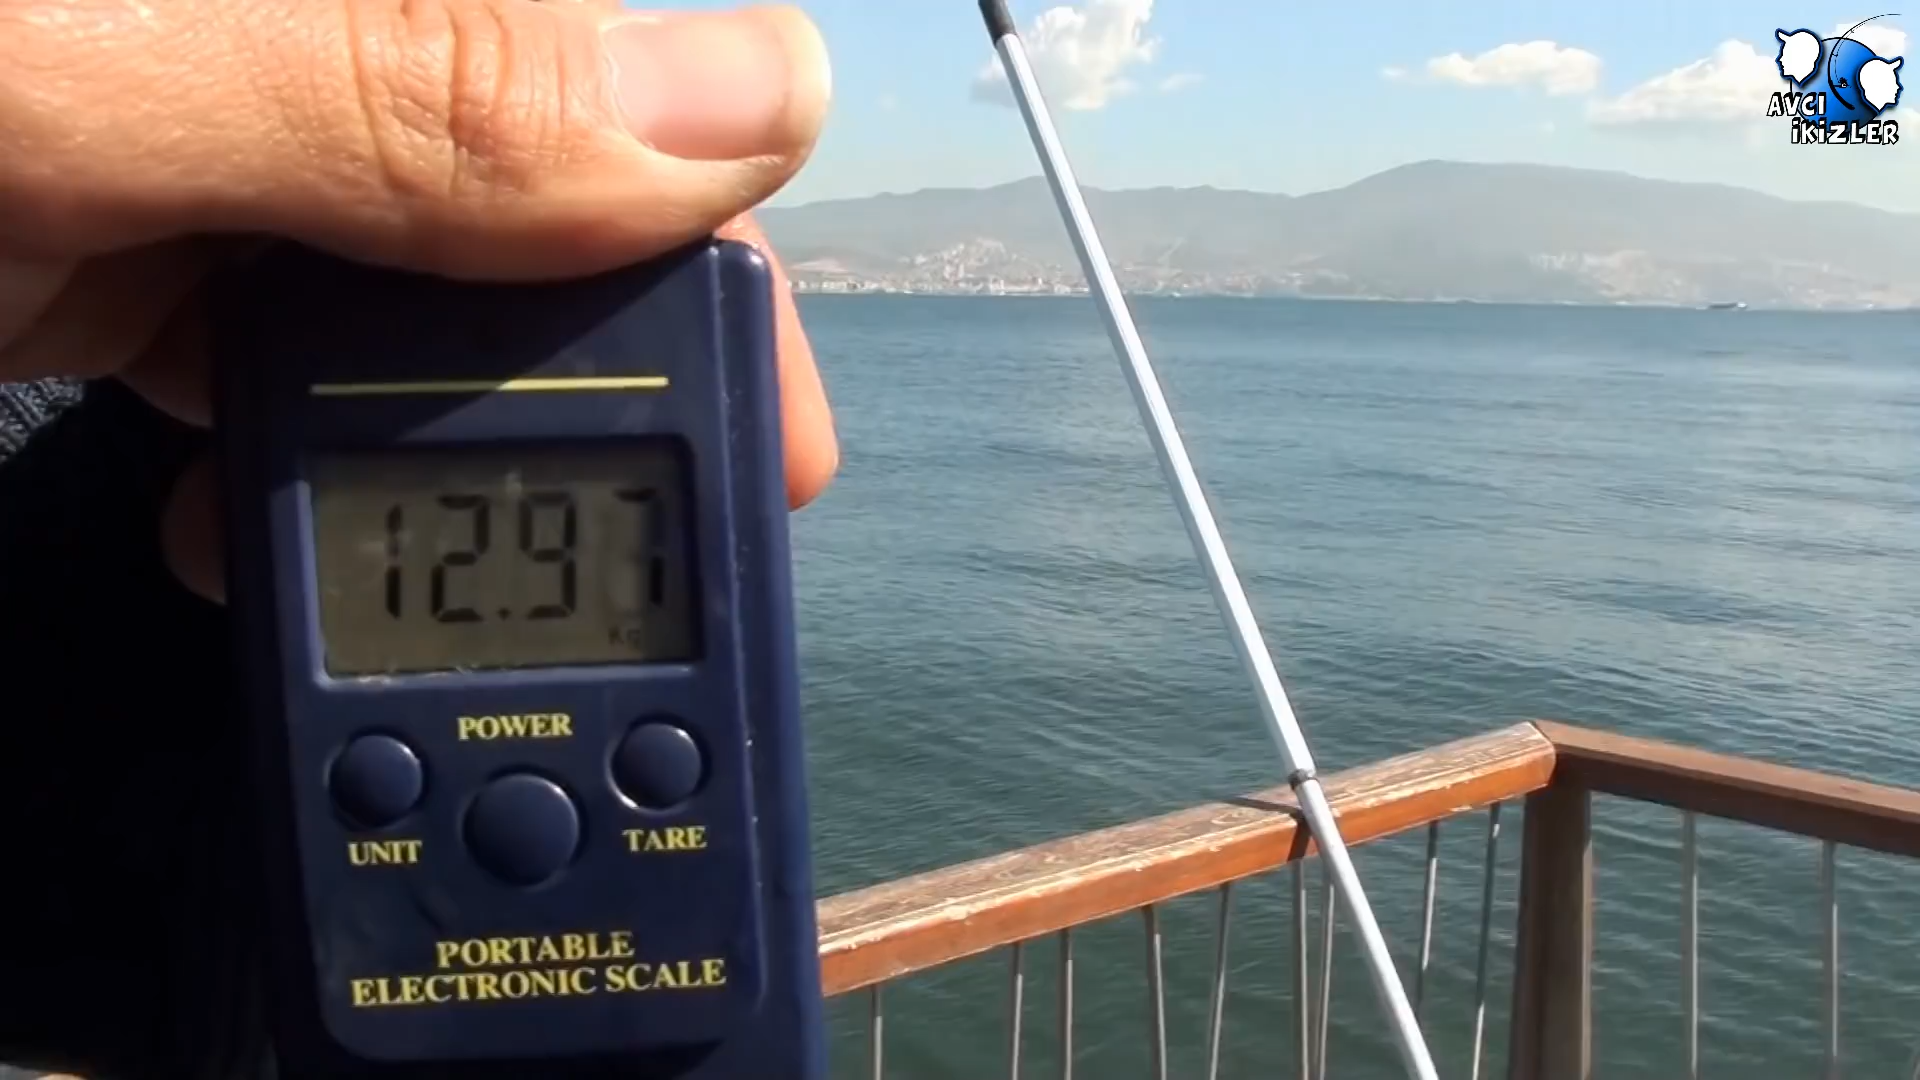 AVCI
İKİZLER
12.97
Kg
POWER
UNIT
TARE
PORTABLE
ELECTRONIC SCALE